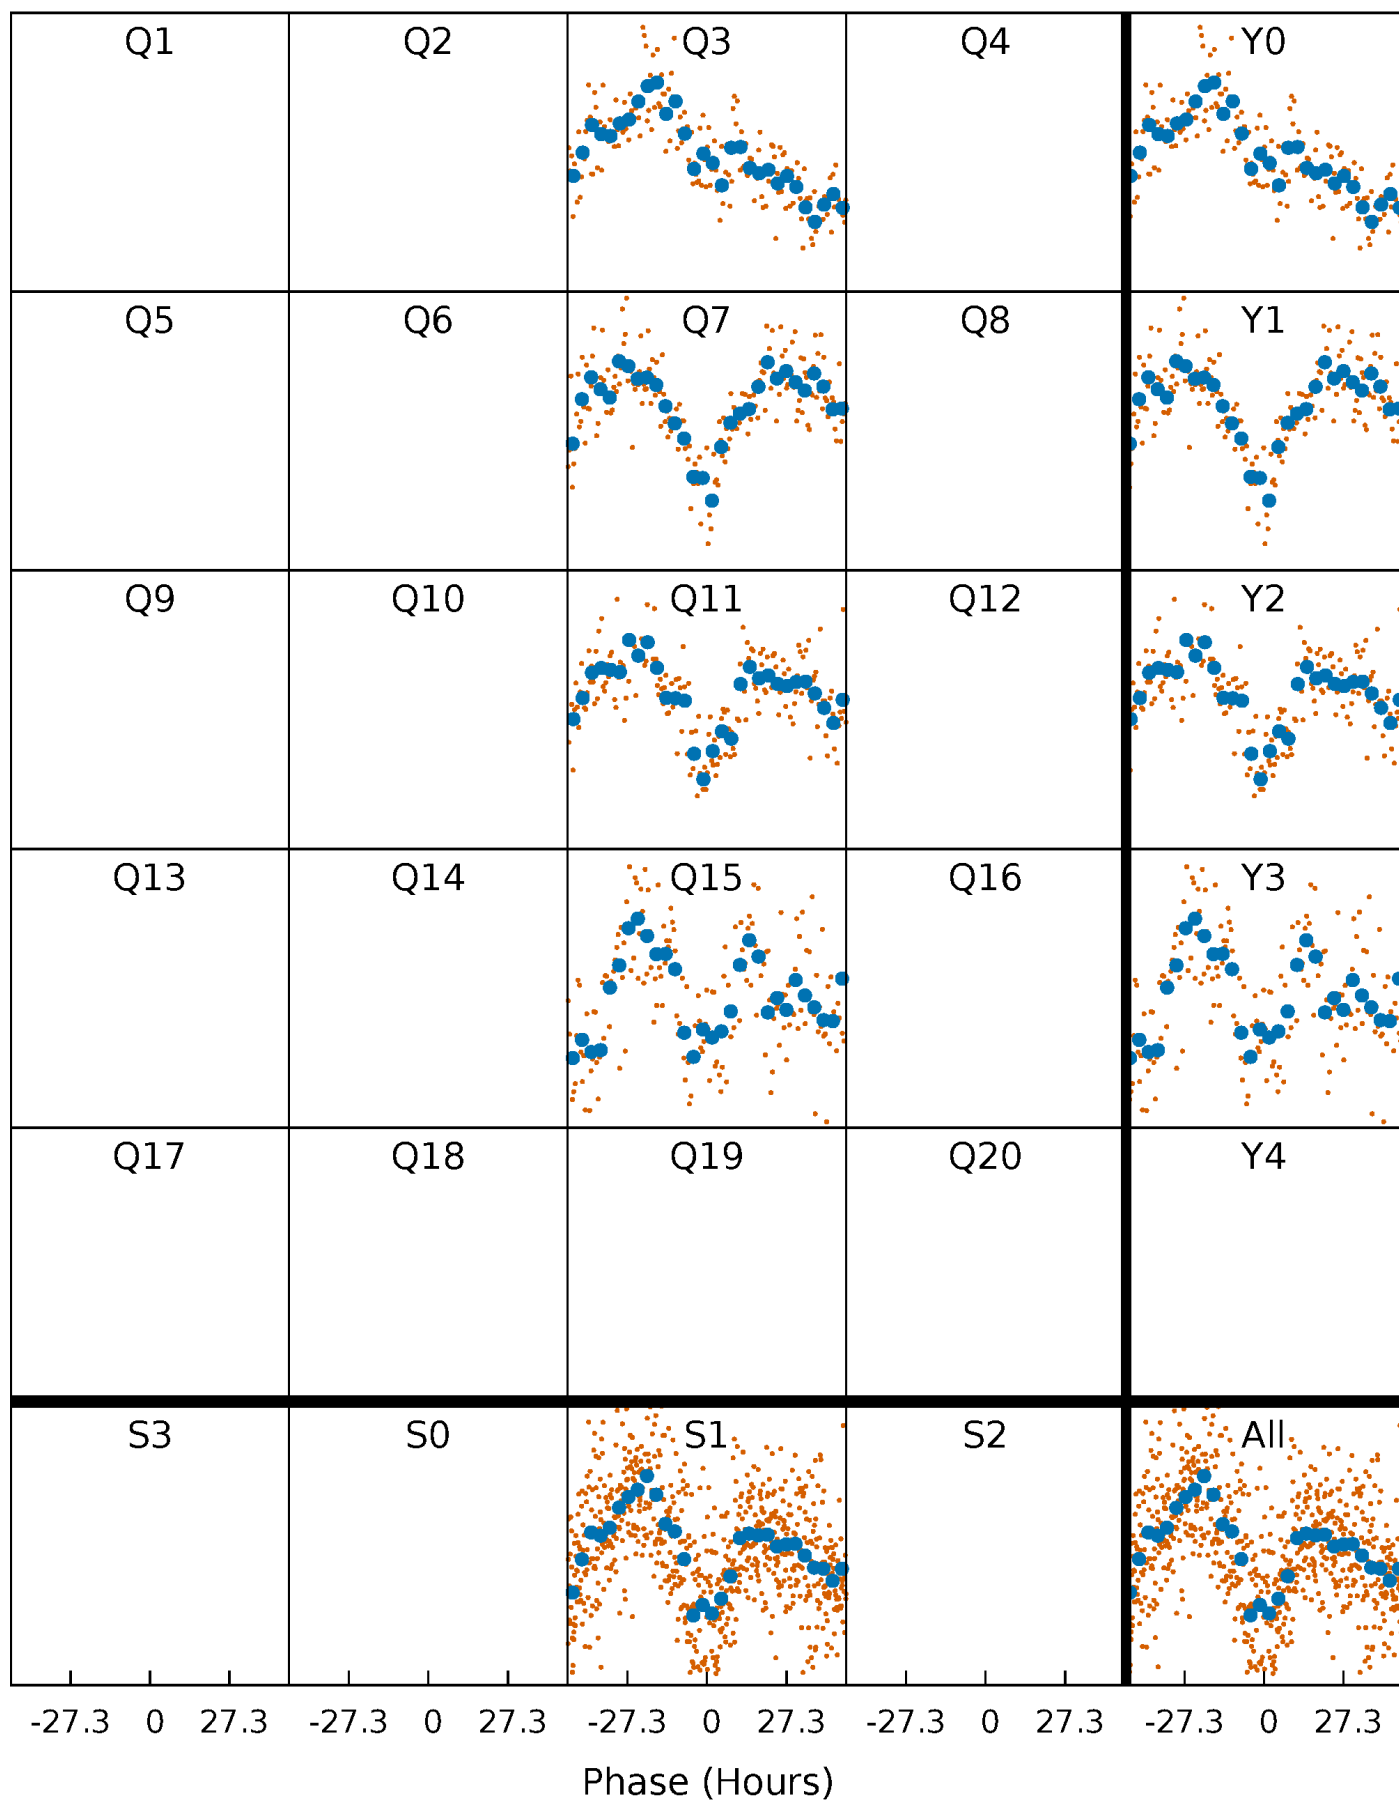 Q1 Q2 Q3 Q4 Y0
Q5 Q6 Q7 Q8 Y1
Q9 Q10 Q11 Q12 Y2
Q13 Q14 Q15 Q16 Y3
Q17 Q18 Q19 Q20 Y4
S3 S0 S1 S2 All
-27.3 0 27.3 -27.3 0 27.3 -27.3 0 27.3 -27.3 0 27.3 -27.3 0 27.3
Phase (Hours)